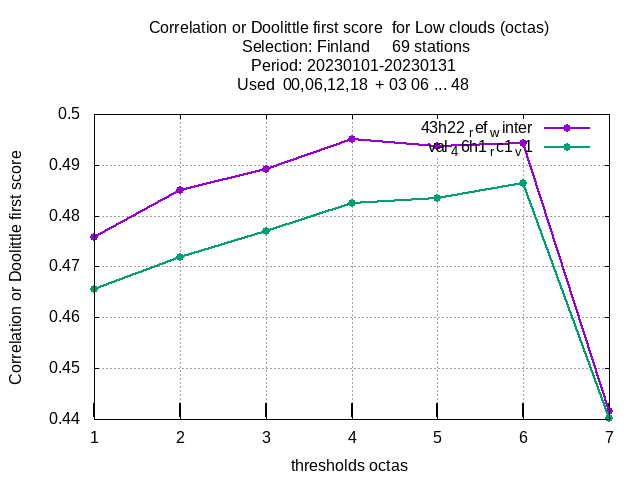 Correlation or Doolittle first score  for Low clouds (octas)
Selection: Finland     69 stations
Period: 20230101-20230131
Used  00,06,12,18  + 03 06 ... 48
43h22refwinter
val46h1rc1v1
0.5
0.49
0.48
0.47
0.46
0.45
0.44
Correlation or Doolittle first score
1 2 3 4 5 6 7
thresholds octas